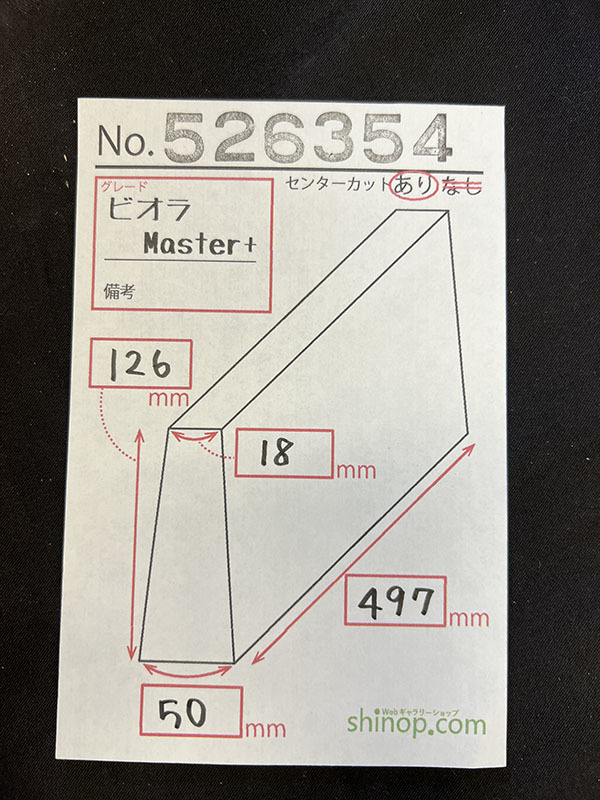 No. 526354
センターカット あり なし
グレード
ビオラ
Master+
備考
126
mm
18
mm
497
mm
50
mm
Webギャラリーショップ
shinop.com